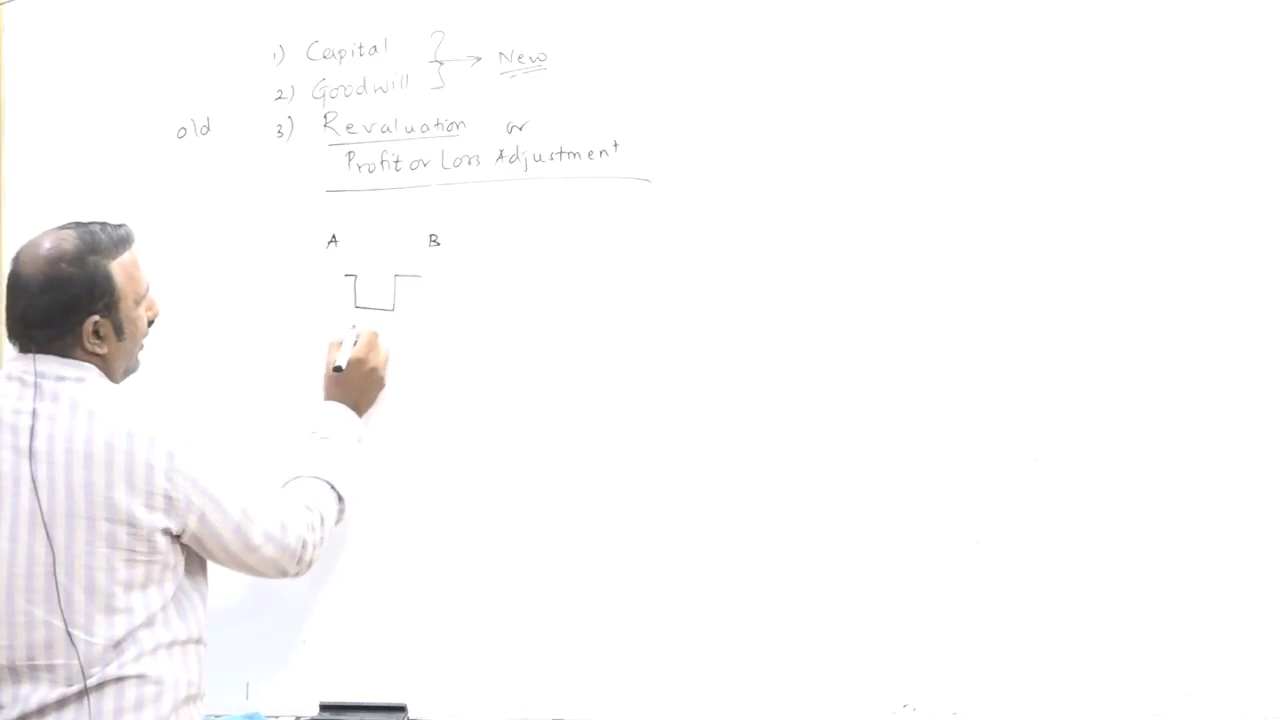 1) Capital
2) Goodwill } → New
old 3) Revaluation or
Profit or Loss Adjustment
A B